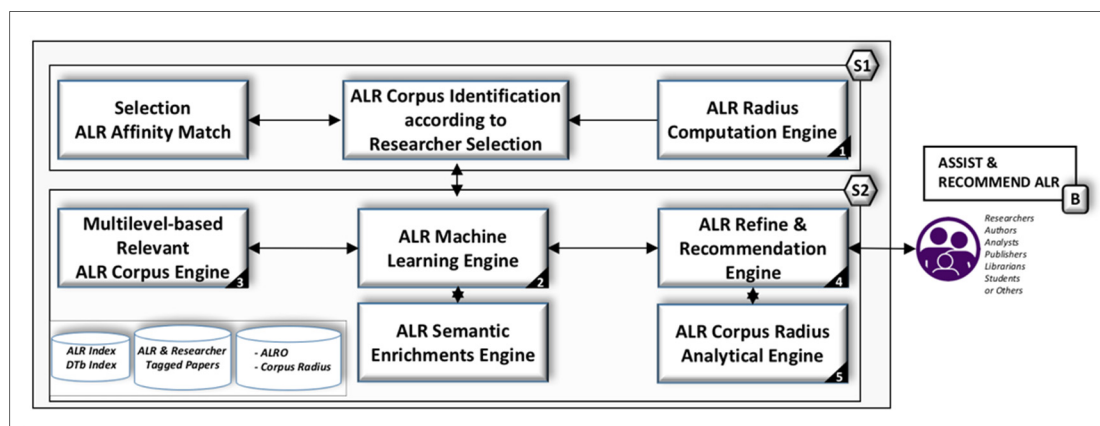 S1
Selection
ALR Affinity Match
ALR Corpus Identification
according to
Researcher Selection
ALR Radius
Computation Engine
1
S2
Multilevel-based
Relevant
ALR Corpus Engine
3
ALR Machine
Learning Engine
2
ALR Refine &
Recommendation
Engine
4
ALR Semantic
Enrichments Engine
ALR Corpus Radius
Analytical Engine
5
ALR Index
DTb Index
ALR & Researcher
Tagged Papers
- ALRO
- Corpus Radius
ASSIST &
RECOMMEND ALR
B
Researchers
Authors
Analysts
Publishers
Librarians
Students
or Others